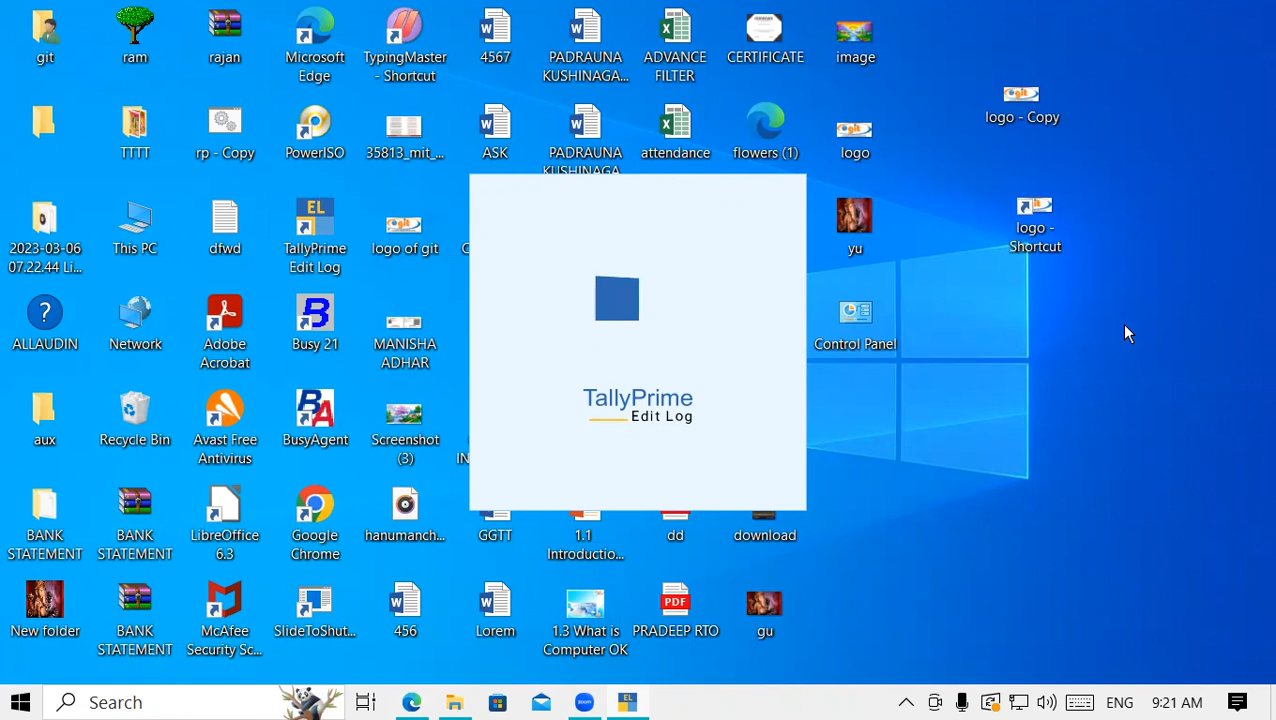 git
ram
rajan
Microsoft
Edge
TypingMaster
- Shortcut
4567
PADRAUNA
KUSHINAGA...
ADVANCE
FILTER
CERTIFICATE
image
logo - Copy
TTTT
rp - Copy
PowerISO
35813_mit_...
ASK
PADRAUNA
KUSHINAGA...
attendance
flowers (1)
logo
2023-03-06
07.22.44 Li...
This PC
dfwd
EL
TallyPrime
Edit Log
logo of git
yu
logo -
Shortcut
ALLAUDIN
Network
Adobe
Acrobat
Busy 21
MANISHA
ADHAR
Control Panel
TallyPrime
Edit Log
aux
Recycle Bin
Avast Free
Antivirus
BusyAgent
Screenshot
(3)
IN
BANK
STATEMENT
BANK
STATEMENT
LibreOffice
6.3
Google
Chrome
hanumanch...
GGTT
1.1
Introductio...
dd
download
New folder
BANK
STATEMENT
McAfee
Security Sc...
SlideToShut...
456
Lorem
1.3 What is
Computer OK
PDF
PRADEEP RTO
gu
Search
zoom
EL
ENG
9:21 AM